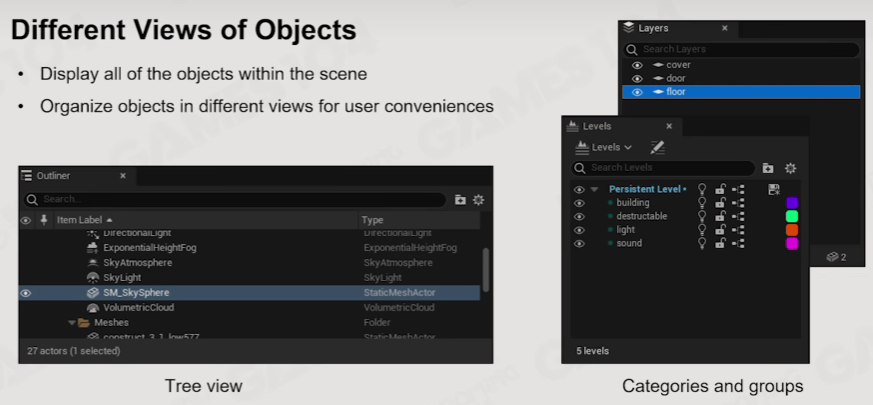 Different Views of Objects
• Display all of the objects within the scene
• Organize objects in different views for user conveniences
Outliner
Search...
Item Label Type
DirectionalLight DirectionalLight
ExponentialHeightFog ExponentialHeightFog
SkyAtmosphere SkyAtmosphere
SkyLight SkyLight
SM_SkySphere StaticMeshActor
VolumetricCloud VolumetricCloud
Meshes Folder
construct_3_1_low577 StaticMeshActor
27 actors (1 selected)
Tree view
Layers
Search Layers
cover
door
floor
2
Levels
Levels
Search Levels
Persistent Level
building
destructable
light
sound
5 levels
Categories and groups